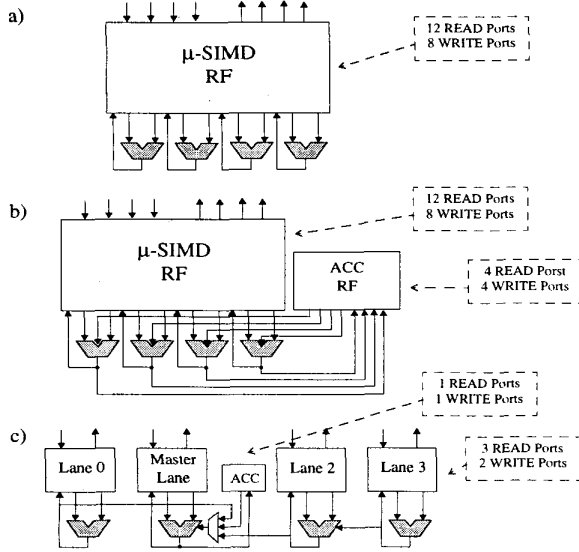 a)
μ-SIMD
RF
12 READ Ports
8 WRITE Ports
b)
μ-SIMD
RF
12 READ Ports
8 WRITE Ports
ACC
RF
4 READ Porst
4 WRITE Ports
1 READ Ports
1 WRITE Ports
c)
Lane 0
Master
Lane
ACC
Lane 2
Lane 3
3 READ Ports
2 WRITE Ports